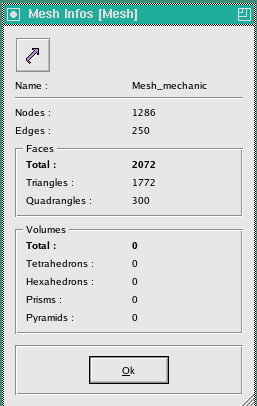 Mesh Infos [Mesh]
Name : Mesh_mechanic
Nodes : 1286
Edges : 250
Faces
Total : 2072
Triangles : 1772
Quadrangles : 300
Volumes
Total : 0
Tetrahedrons : 0
Hexahedrons : 0
Prisms : 0
Pyramids : 0
Ok